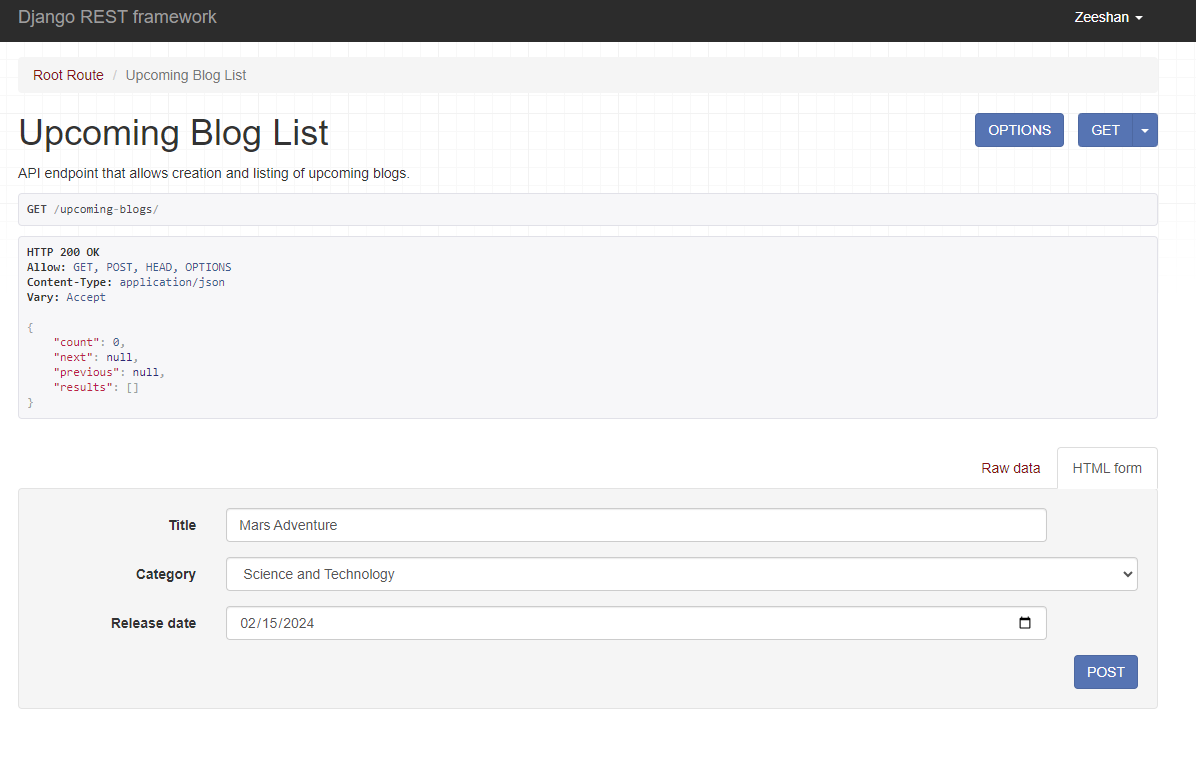 Django REST framework Zeeshan
Root Route / Upcoming Blog List
Upcoming Blog List OPTIONS GET
API endpoint that allows creation and listing of upcoming blogs.
GET /upcoming-blogs/
HTTP 200 OK
Allow: GET, POST, HEAD, OPTIONS
Content-Type: application/json
Vary: Accept
{
    "count": 0,
    "next": null,
    "previous": null,
    "results": []
}
Raw data HTML form
Title Mars Adventure
Category Science and Technology
Release date 02/15/2024
POST